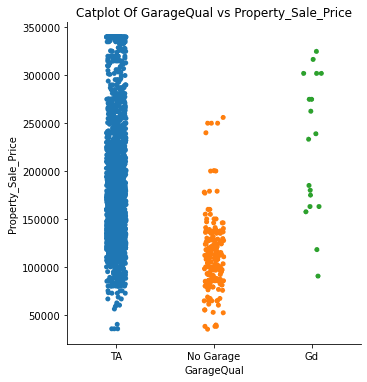 Catplot Of GarageQual vs Property_Sale_Price
350000
300000
250000
200000
150000
100000
50000
Property_Sale_Price
TA
No Garage
Gd
GarageQual